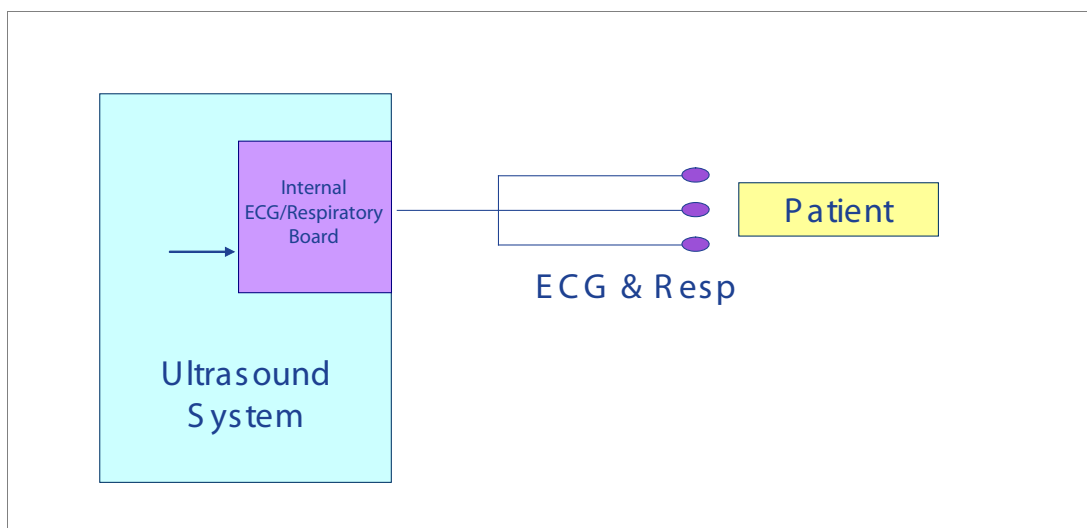 Internal
ECG/Respiratory
Board
Patient
ECG & Resp
Ultrasound
System